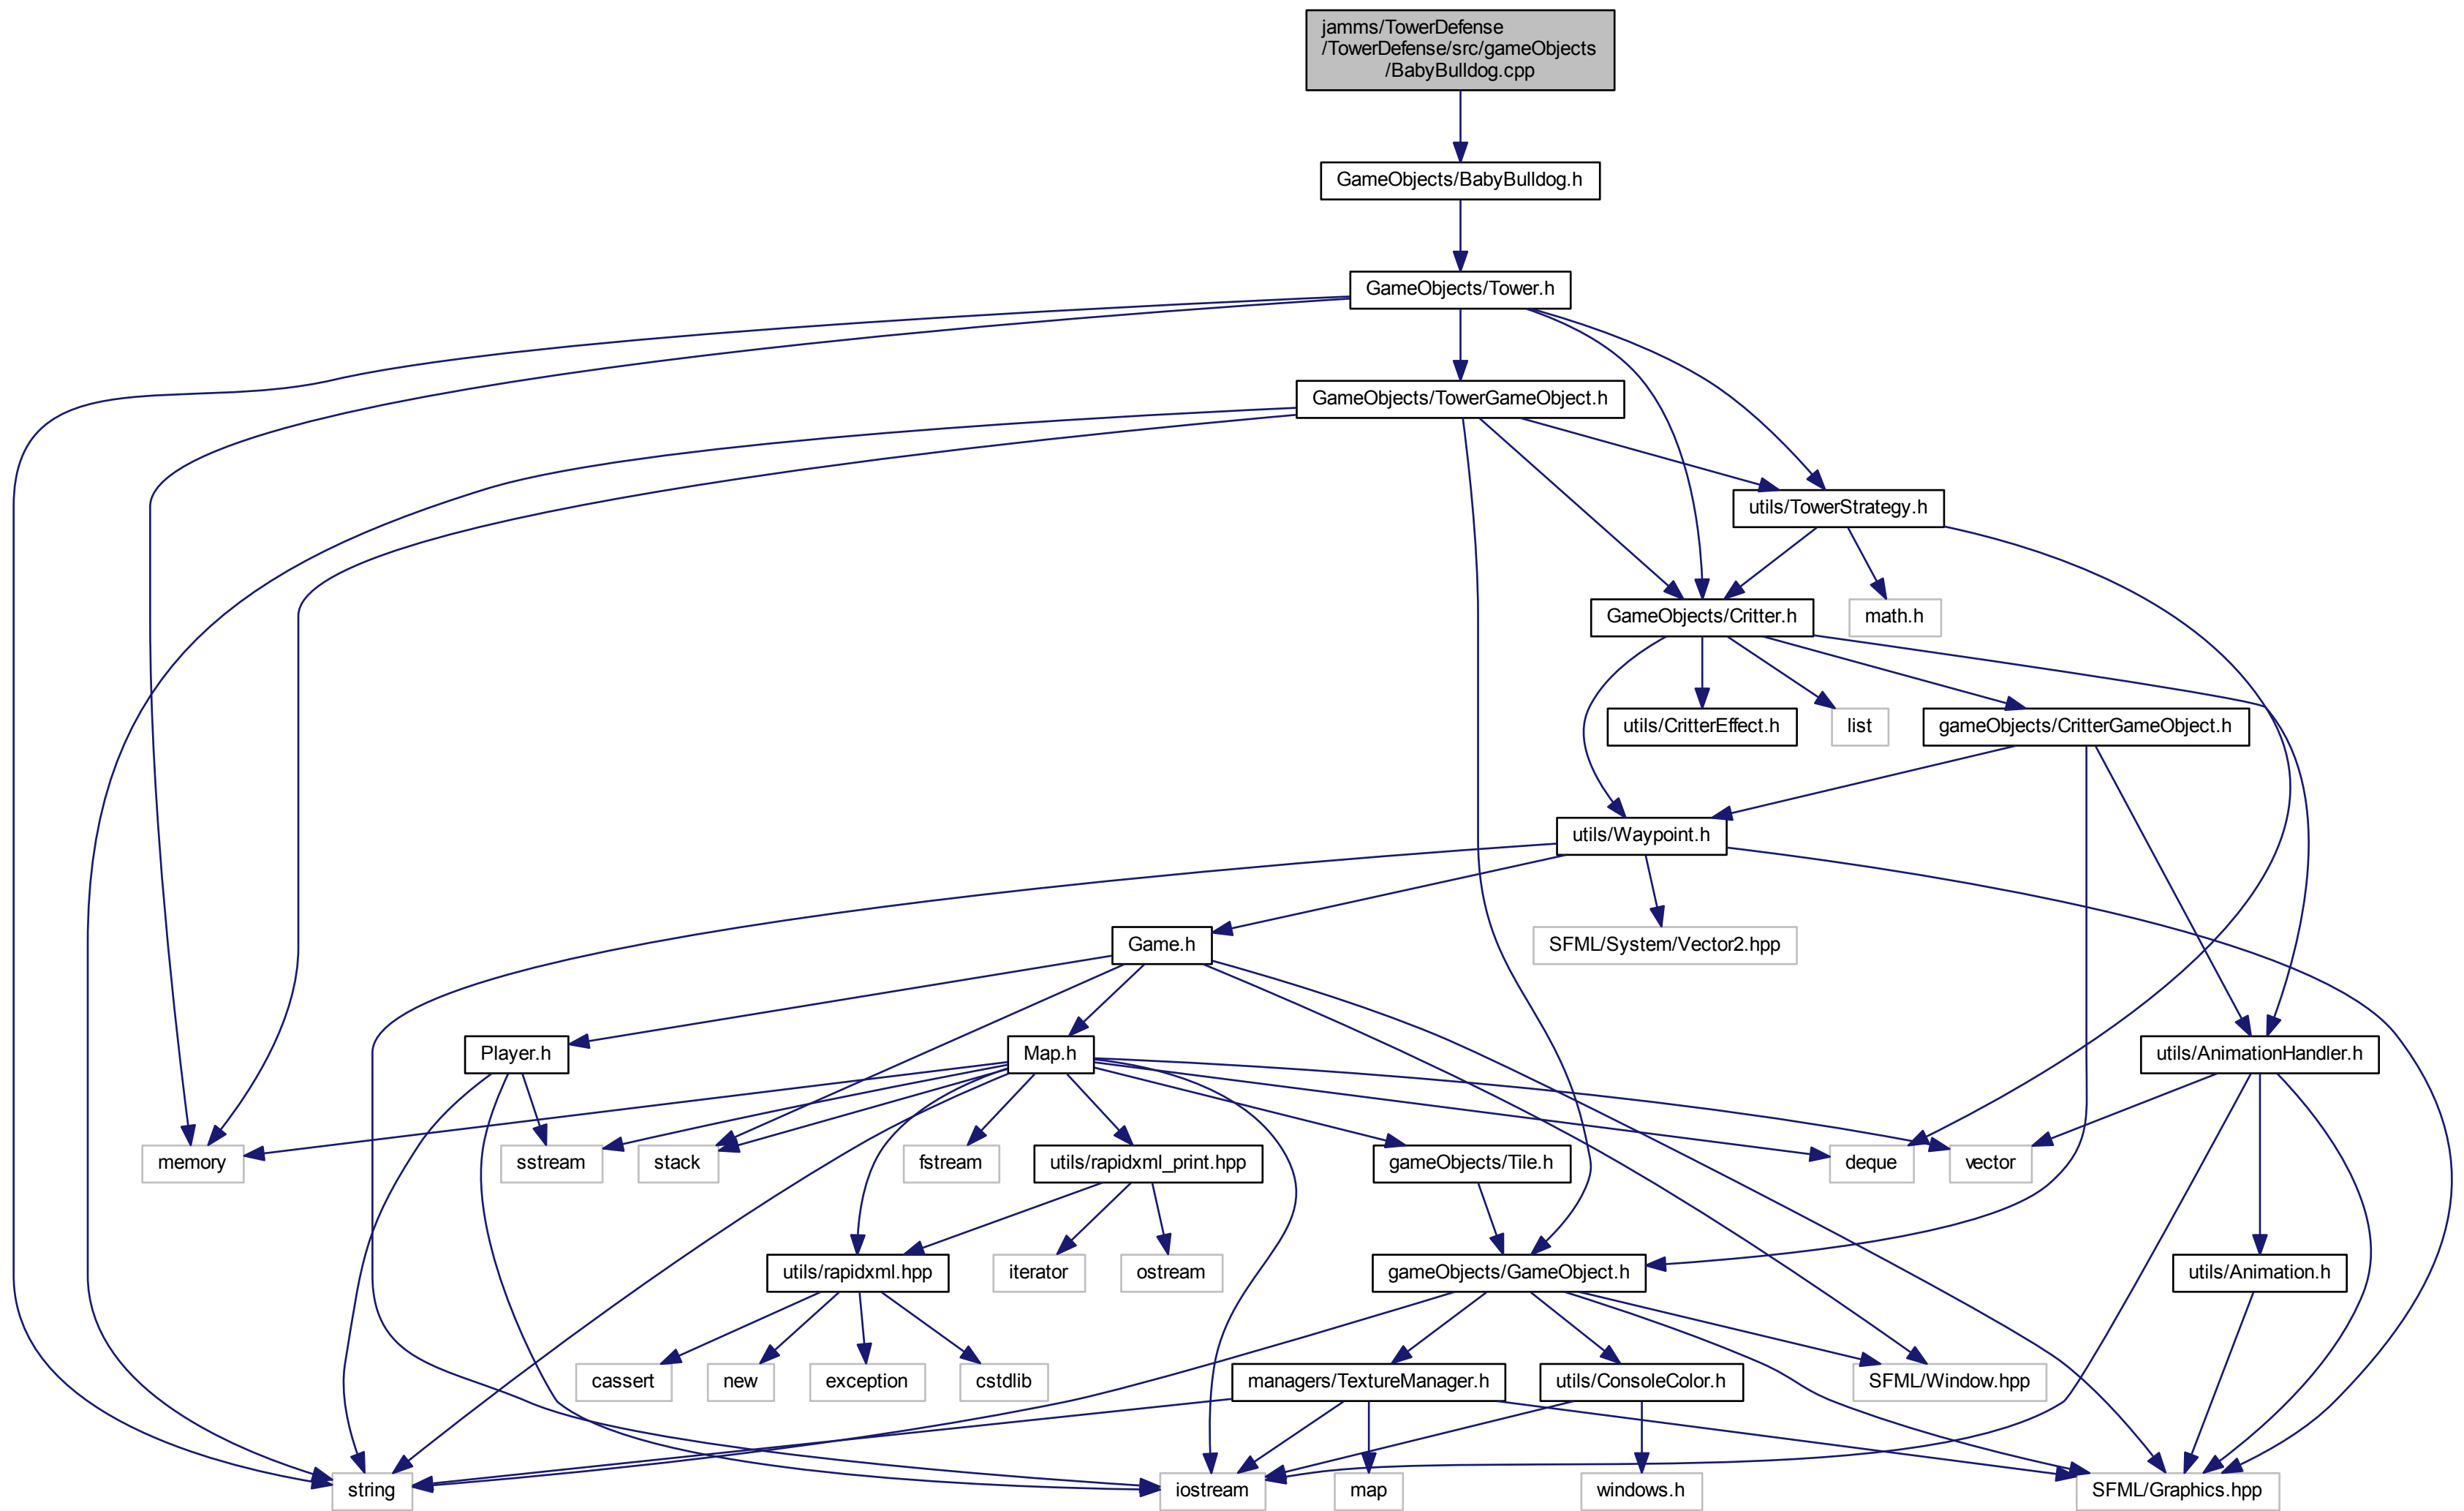 jamms/TowerDefense
/TowerDefense/src/gameObjects
/BabyBulldog.cpp
GameObjects/BabyBulldog.h
GameObjects/Tower.h
GameObjects/TowerGameObject.h
utils/TowerStrategy.h
GameObjects/Critter.h
math.h
utils/CritterEffect.h
list
gameObjects/CritterGameObject.h
utils/Waypoint.h
Game.h
SFML/System/Vector2.hpp
Player.h
Map.h
utils/AnimationHandler.h
memory
sstream
stack
fstream
utils/rapidxml_print.hpp
gameObjects/Tile.h
deque
vector
utils/rapidxml.hpp
iterator
ostream
gameObjects/GameObject.h
utils/Animation.h
cassert
new
exception
cstdlib
managers/TextureManager.h
utils/ConsoleColor.h
SFML/Window.hpp
string
iostream
map
windows.h
SFML/Graphics.hpp